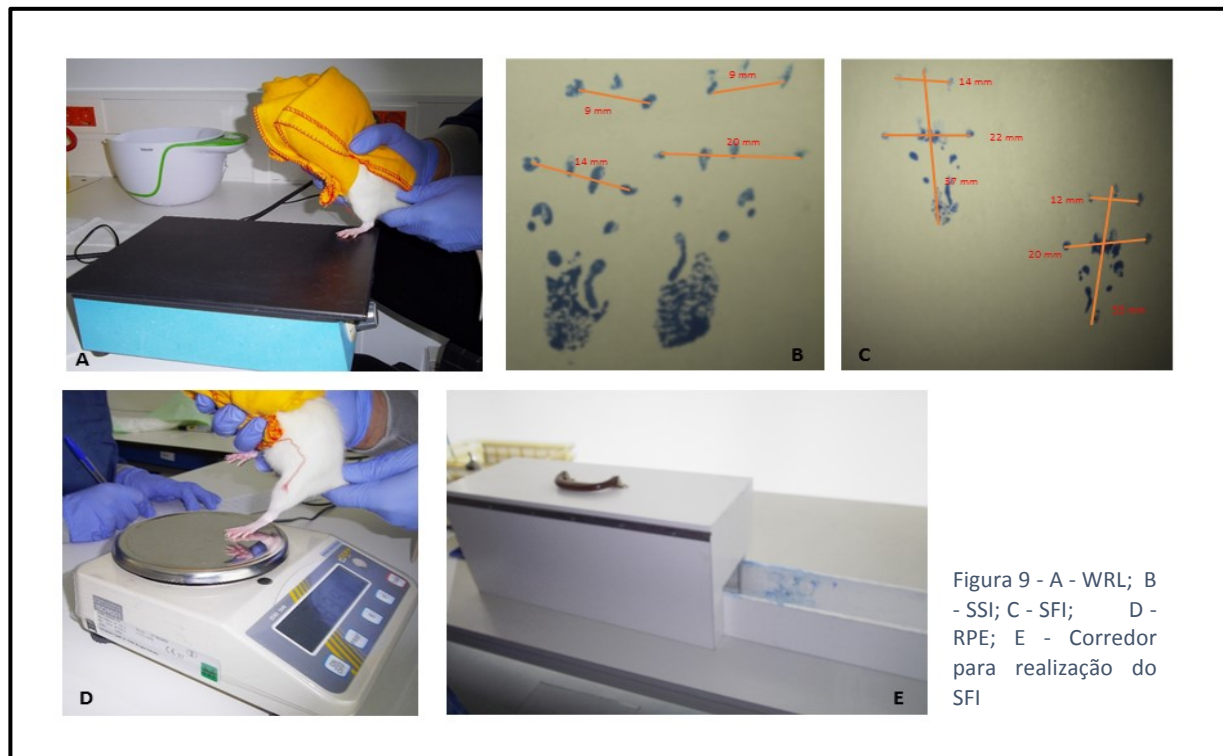 9 mm
9 mm
14 mm
20 mm
14 mm
22 mm
37 mm
12 mm
20 mm
A
B
C
D
E
Figura 9 - A - WRL; B
- SSI; C - SFI; D -
RPE; E - Corredor
para realização do
SFI